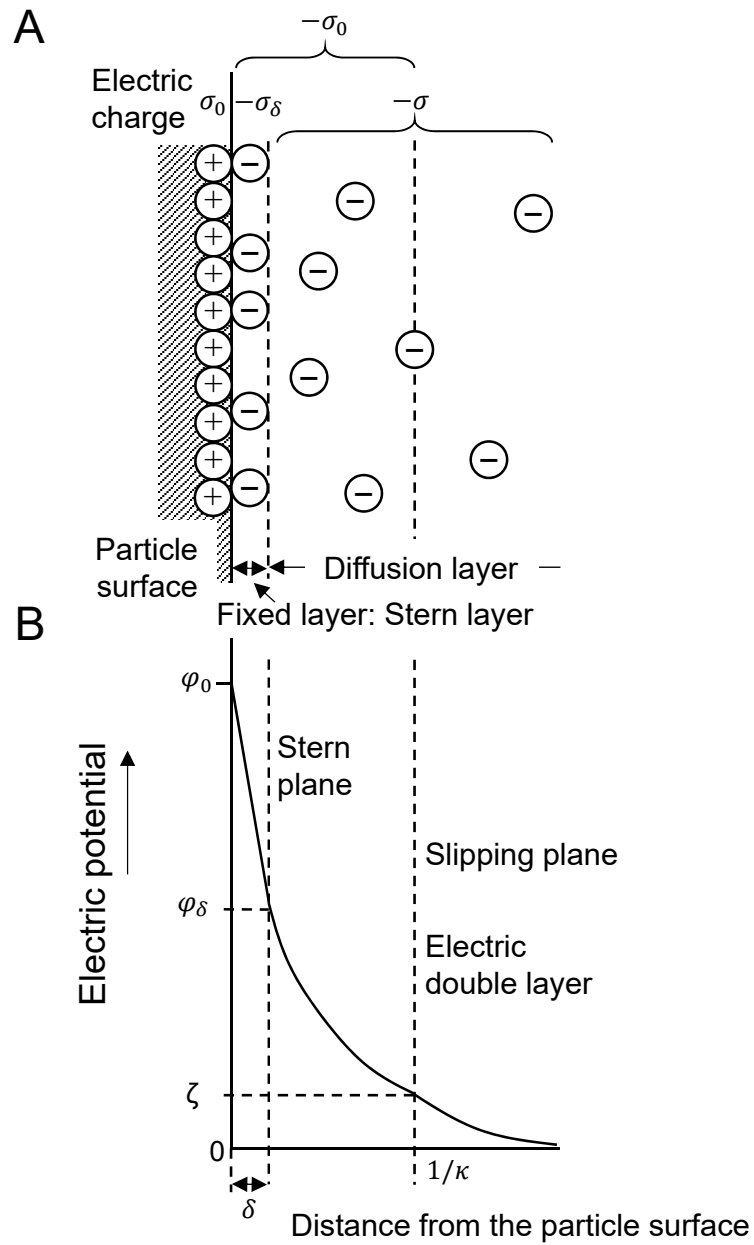 A
−σ₀
Electric
charge
σ₀
−σδ
−σ
+
−
+
−
+
−
+
+
−
+
−
+
−
+
−
+
−
+
−
+
−
−
−
Particle
surface
Diffusion layer
Fixed layer: Stern layer
B
φ₀
Stern
plane
Electric potential
Slipping plane
φδ
Electric
double layer
ζ
0
1/κ
δ
Distance from the particle surface